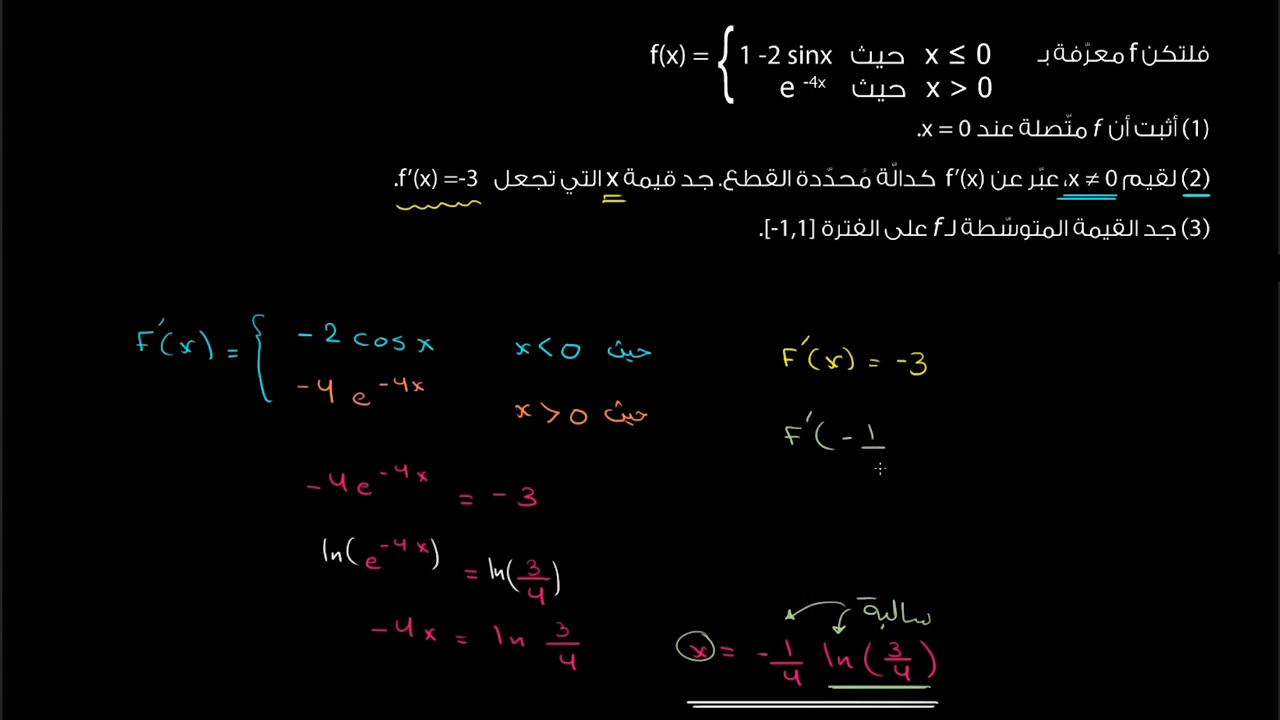 فلتكن f معرّفة بـ f(x) = { 1 -2 sinx حيث x ≤ 0
e^-4x حيث x > 0
(1) أثبت أن f متّصلة عند x = 0.
(2) لقيم x ≠ 0، عبّر عن f'(x) كدالّة مُحدّدة القطع. جد قيمة x التي تجعل f'(x) =-3.
(3) جد القيمة المتوسّطة لـ f على الفترة [-1,1].
F'(x) = { -2 cos x حيث x < 0
-4 e^-4x حيث x > 0
-4e^-4x = -3
ln(e^-4x) = ln(3/4)
-4x = ln 3/4
F'(x) = -3
F'(- 1
سالبة
x = - 1/4 ln(3/4)